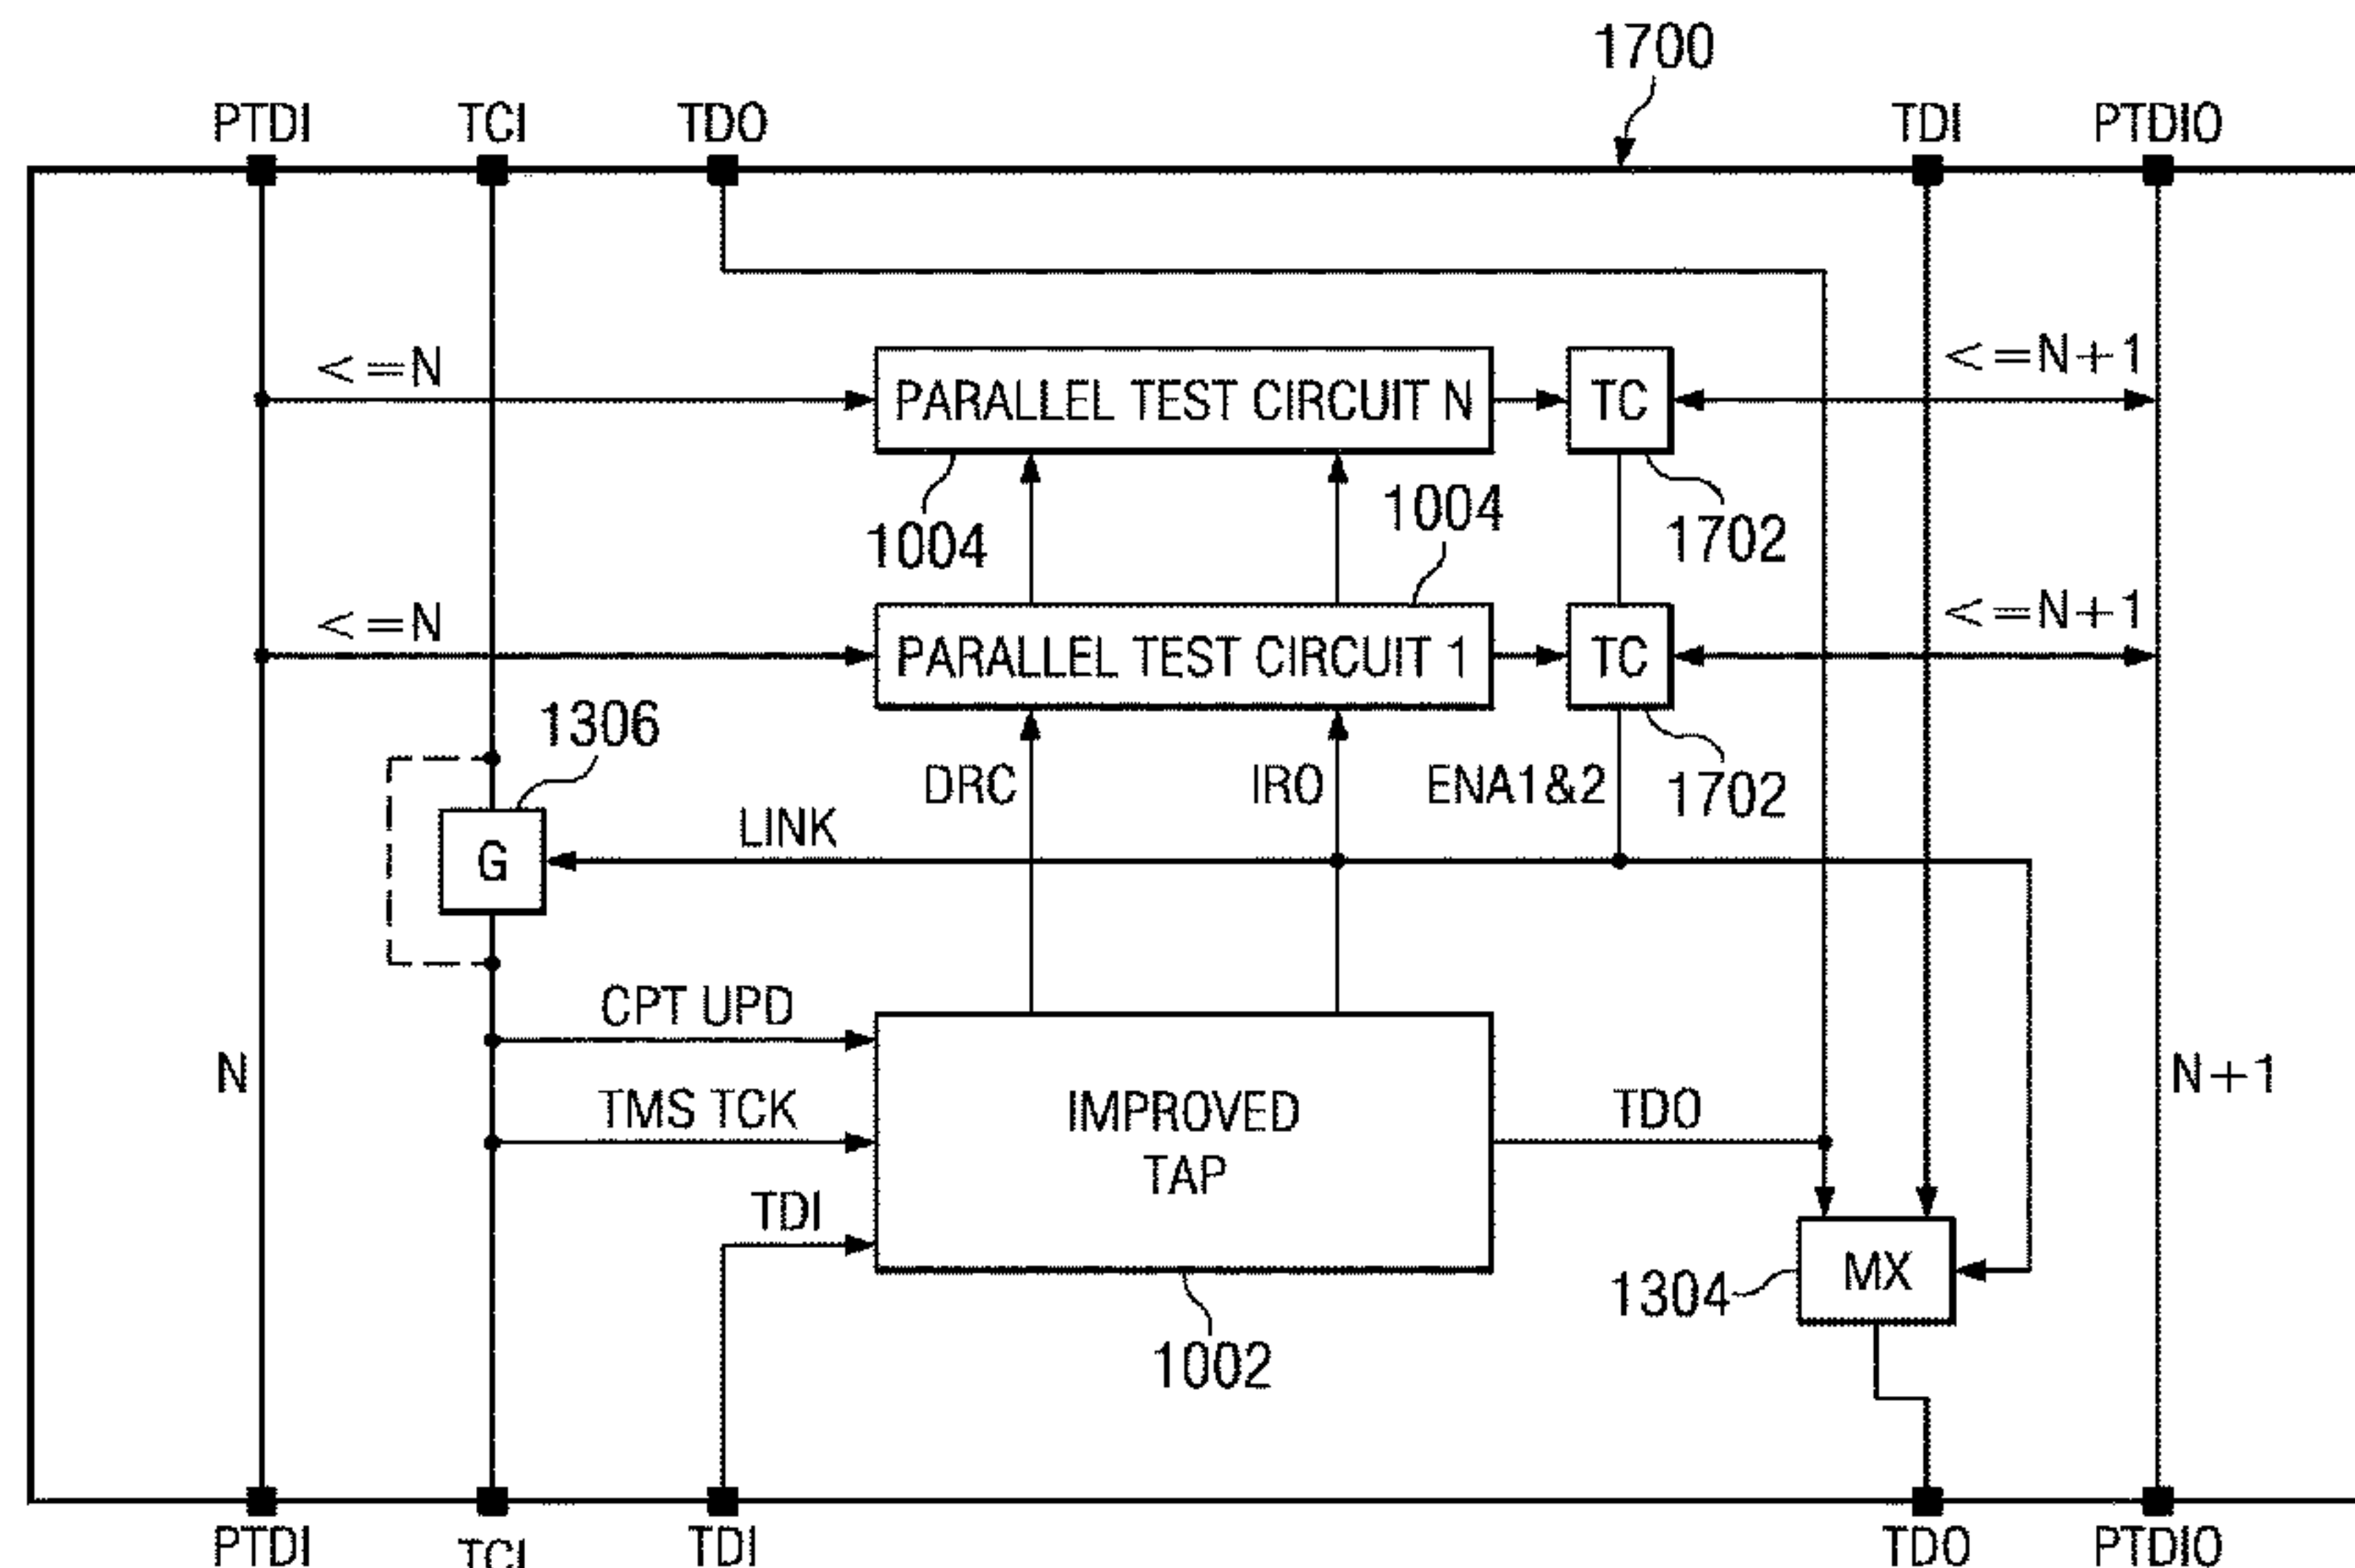 1700
PTDI TCI TDO TDI PTDIO
<=N PARALLEL TEST CIRCUIT N TC <=N+1
1004 1004 1702
<=N PARALLEL TEST CIRCUIT 1 TC <=N+1
1306 DRC IRO ENA1&2 1702
LINK
G
CPT UPD
N TMS TCK IMPROVED TDO N+1
TAP
TDI
1304 MX
1002
PTDI TCI TDI TDO PTDIO